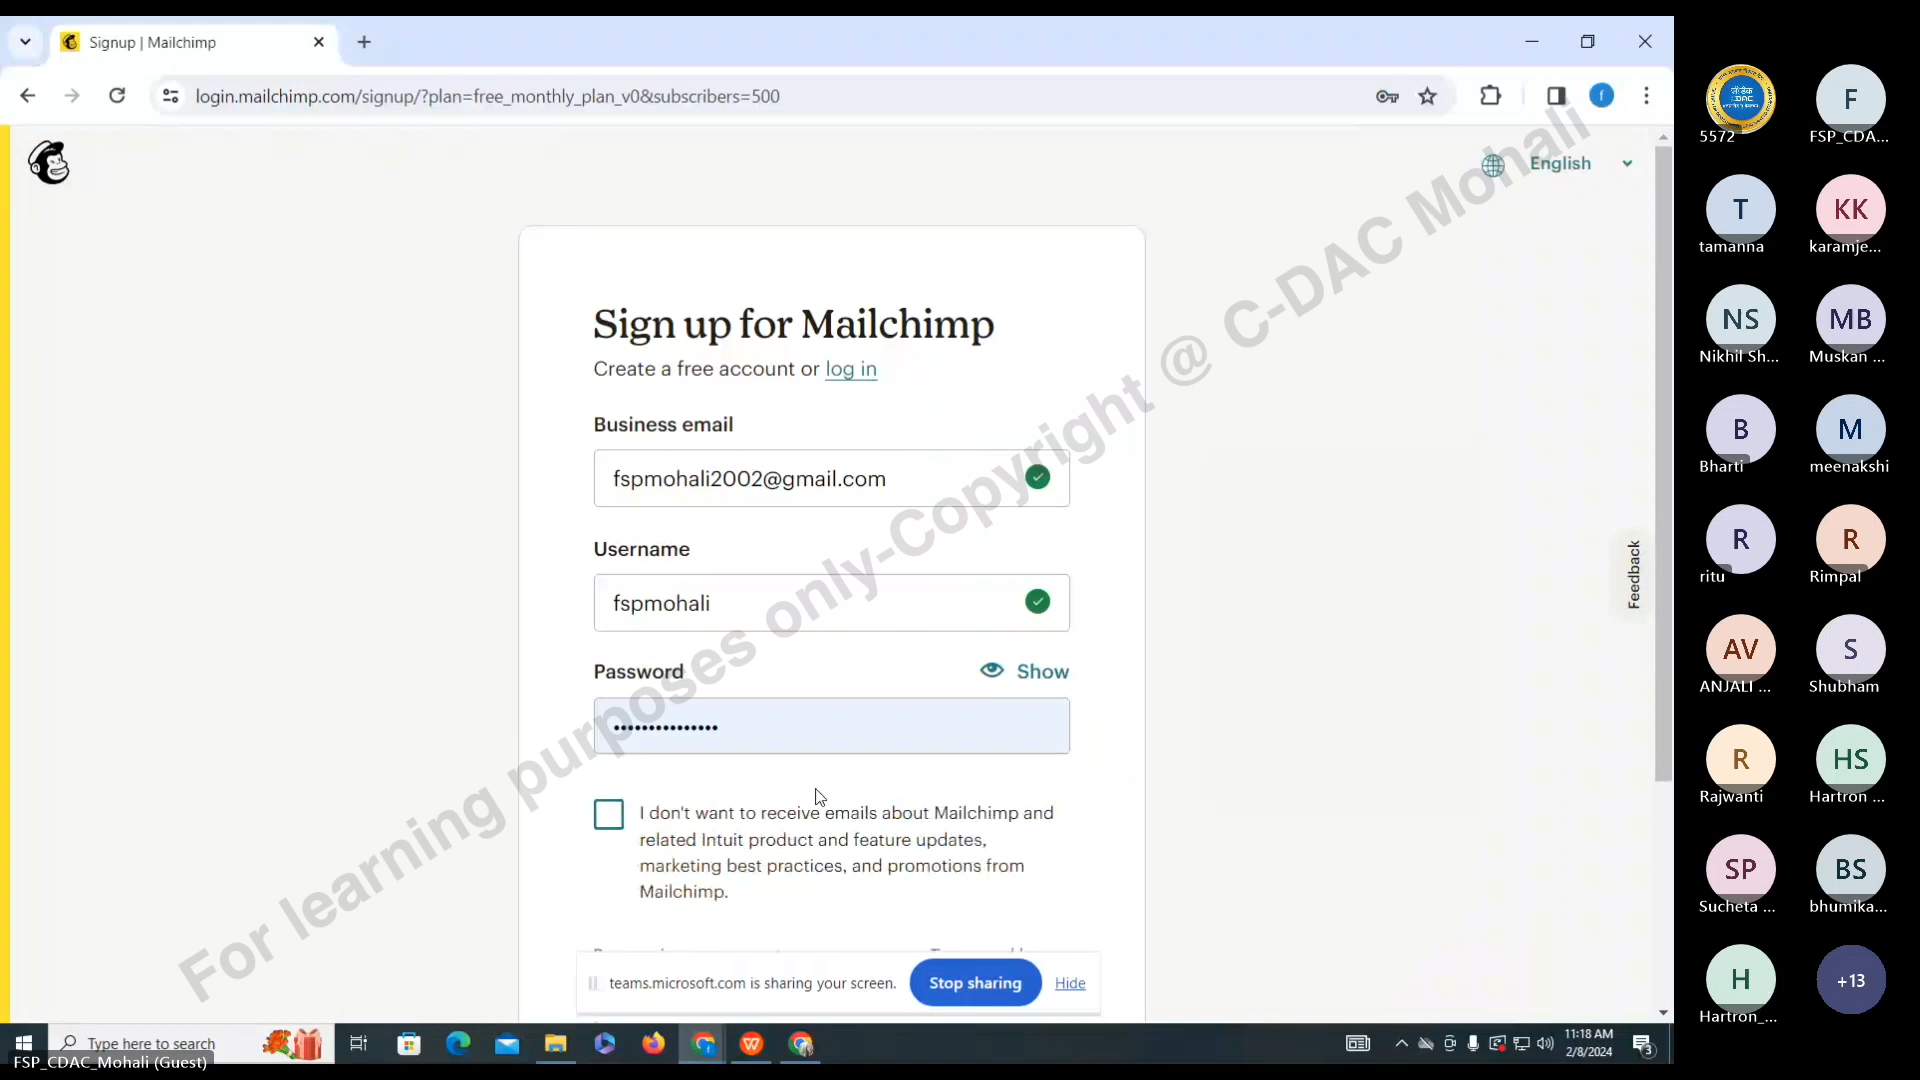 Signup | Mailchimp
login.mailchimp.com/signup/?plan=free_monthly_plan_v0&subscribers=500
English
Sign up for Mailchimp
Create a free account or log in
Business email
fspmohali2002@gmail.com
Username
fspmohali
Password
Show
I don't want to receive emails about Mailchimp and
related Intuit product and feature updates,
marketing best practices, and promotions from
Mailchimp.
Feedback
For learning purposes only-Copyright @ C-DAC Mohali
teams.microsoft.com is sharing your screen.
Stop sharing
Hide
Type here to search
FSP_CDAC_Mohali (Guest)
11:18 AM
2/8/2024
3
5572
F
FSP_CDA...
T
tamanna
KK
karamje...
NS
Nikhil Sh...
MB
Muskan ...
B
Bharti
M
meenakshi
R
ritu
R
Rimpal
AV
ANJALI ...
S
Shubham
R
Rajwanti
HS
Hartron ...
SP
Sucheta ...
BS
bhumika...
H
Hartron_...
+13